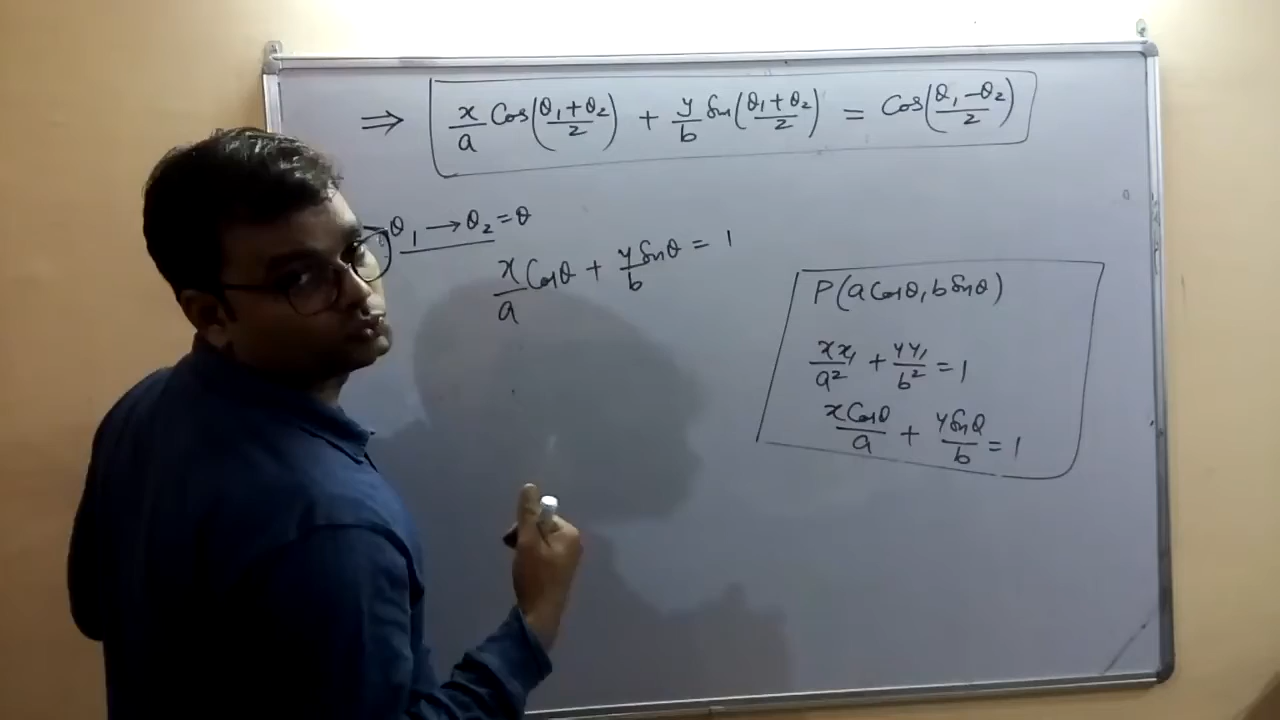 ⇒ x/a Cos(θ₁+θ₂/2) + y/b Sin(θ₁+θ₂/2) = Cos(θ₁-θ₂/2)
θ₁ → θ₂ = θ
x/a Cosθ + y/b Sinθ = 1
P(a Cosθ, b Sinθ)
xx₁/a² + yy₁/b² = 1
x Cosθ/a + y Sinθ/b = 1